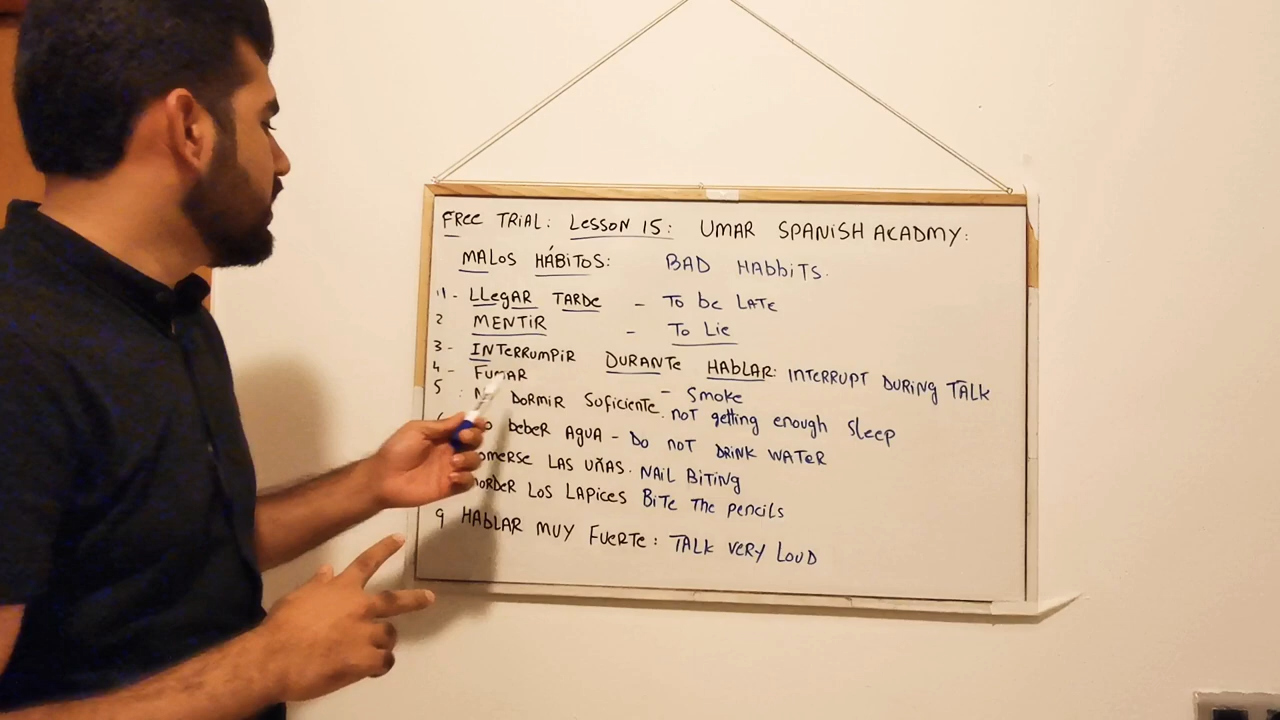 FRee TRiAL: LeSSON 15: UMAR SPANiSH ACADMY:
MALOS HÁBiTOS: BAD HAbbiTS.
1- LLegAR TARDe - To be LATe
2 MENTiR - To Lie
3- INTeRRUMPiR DURANTe HAbLAR: iNTeRRUPT DURiNg TALK
4- FUMAR - SMOKe
5 : DORMiR SUFiCieNTe. NOT getting enough SLeep
bebeR AgUA - Do NOT DRiNK WATeR
LAS UÑAS. NAiL BiTiNg
LOS LAPiCeS BiTe The peNCiLs
9 HAbLAR MUY FUeRTe: TALK VeRY LOUD